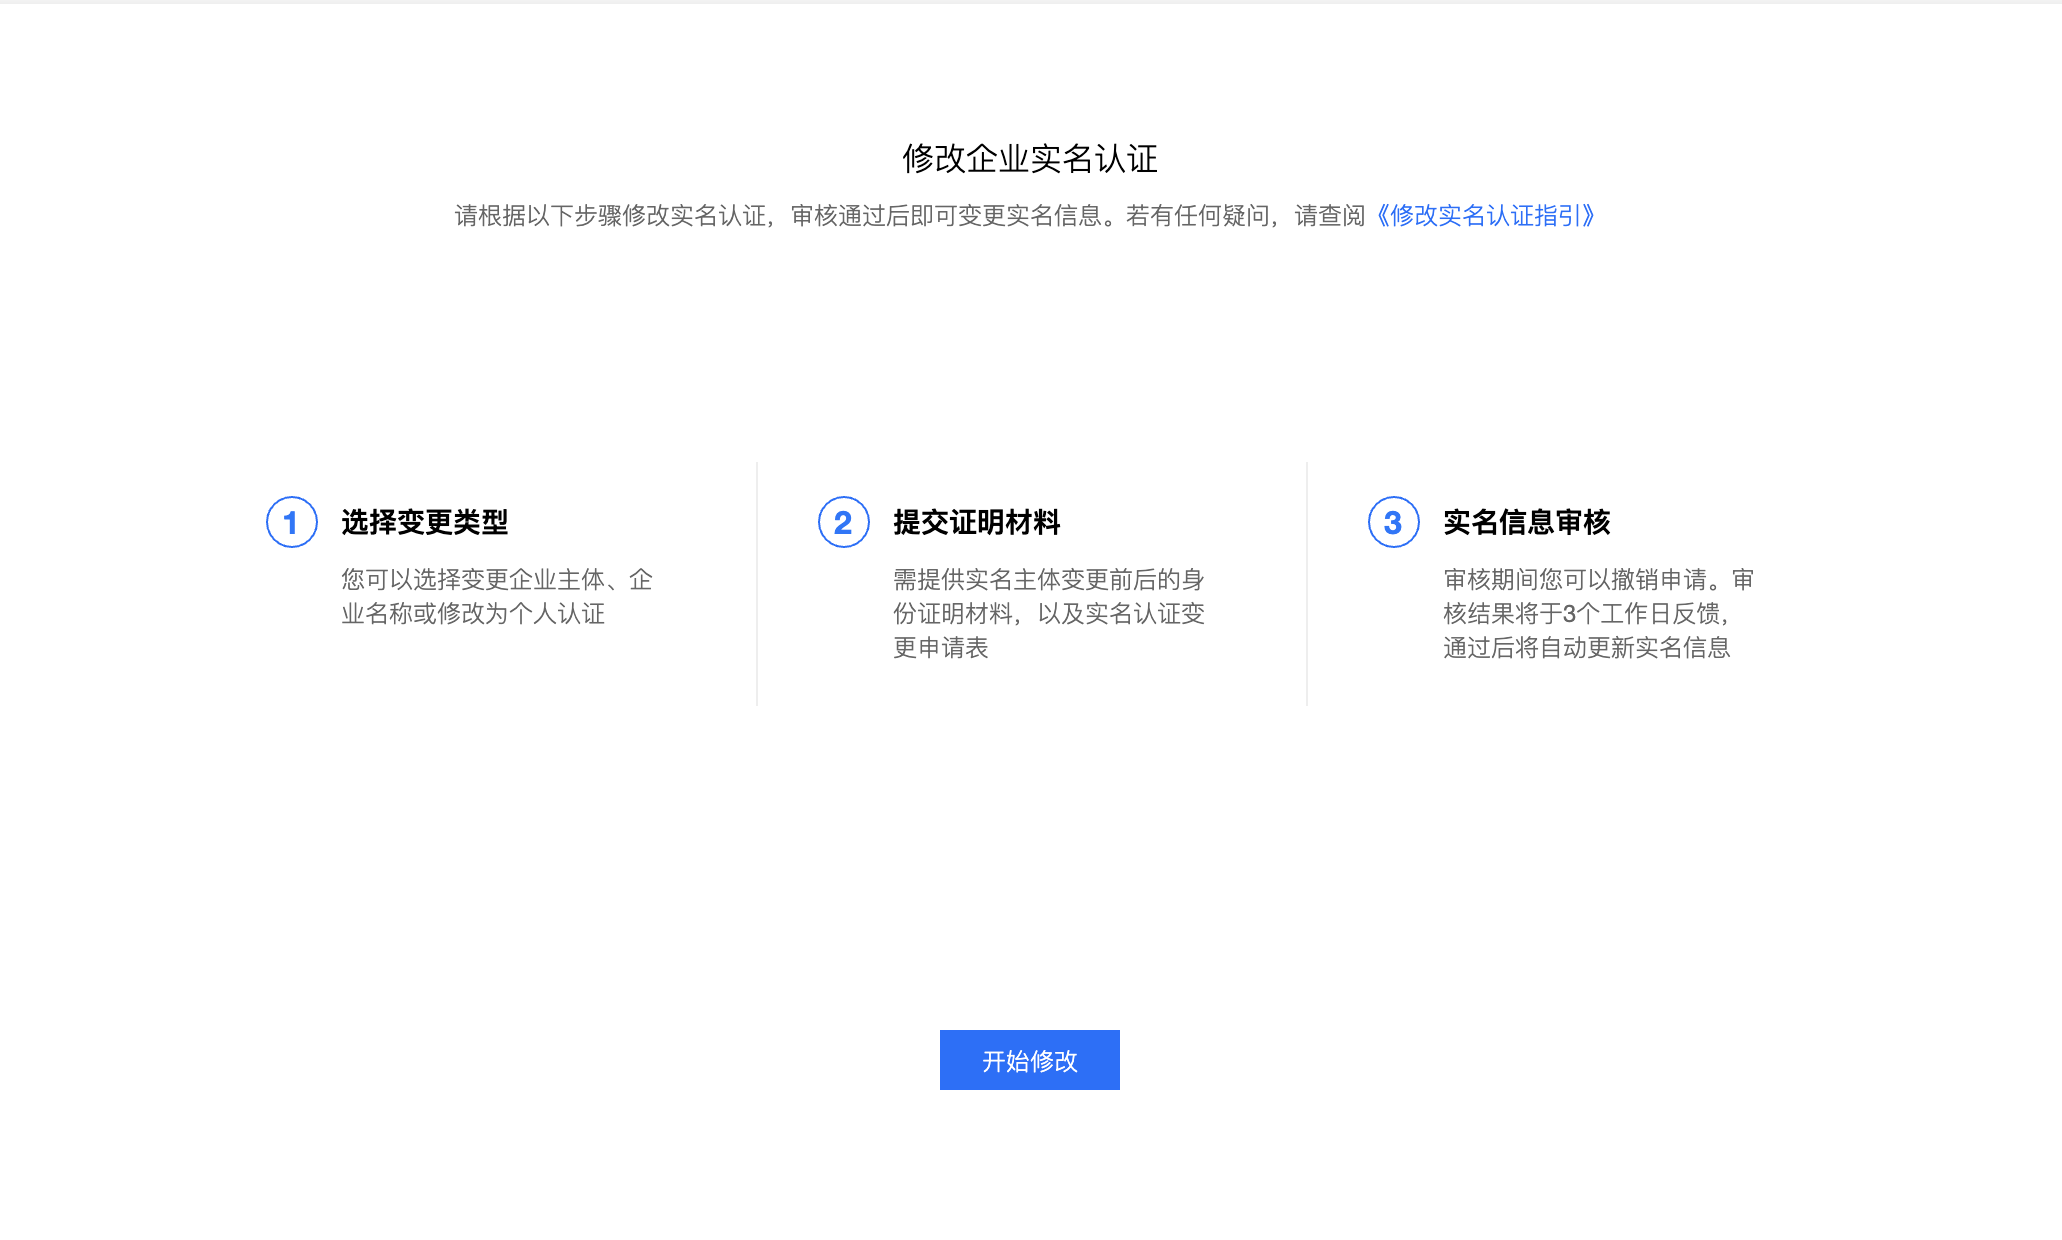 修改企业实名认证
请根据以下步骤修改实名认证，审核通过后即可变更实名信息。若有任何疑问，请查阅《修改实名认证指引》
1 选择变更类型
您可以选择变更企业主体、企
业名称或修改为个人认证
2 提交证明材料
需提供实名主体变更前后的身
份证明材料，以及实名认证变
更申请表
3 实名信息审核
审核期间您可以撤销申请。审
核结果将于3个工作日反馈，
通过后将自动更新实名信息
开始修改